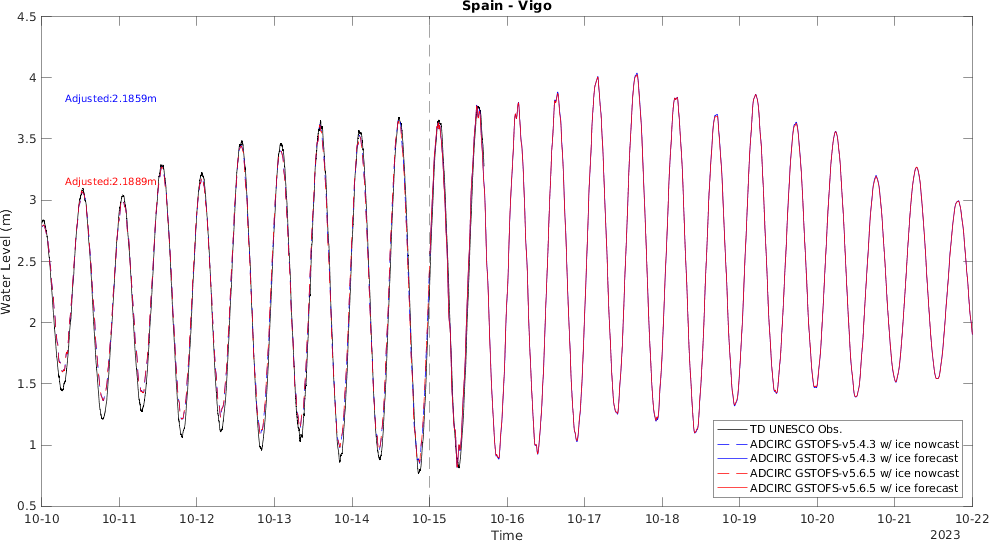 Spain - Vigo
4.5
4
3.5
3
2.5
2
1.5
1
0.5
Water Level (m)
Adjusted:2.1859m
Adjusted:2.1889m
TD UNESCO Obs.
ADCIRC GSTOFS-v5.4.3 w/ ice nowcast
ADCIRC GSTOFS-v5.4.3 w/ ice forecast
ADCIRC GSTOFS-v5.6.5 w/ ice nowcast
ADCIRC GSTOFS-v5.6.5 w/ ice forecast
10-10 10-11 10-12 10-13 10-14 10-15 10-16 10-17 10-18 10-19 10-20 10-21 10-22
Time
2023